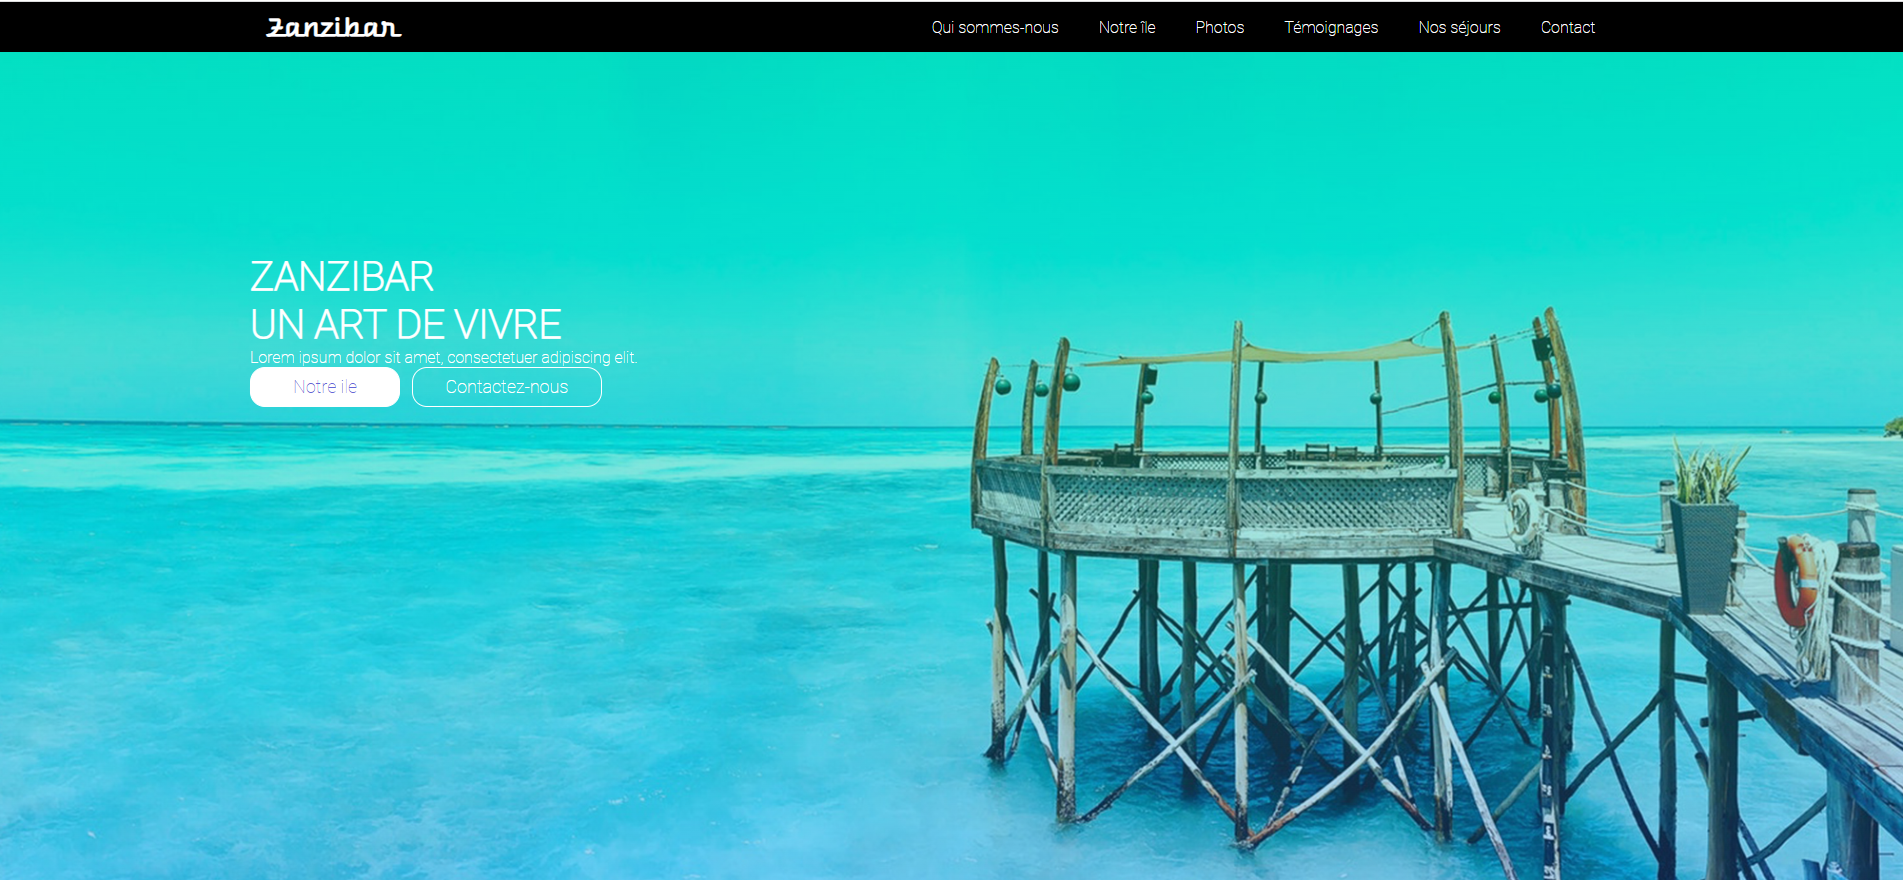 Zanzibar
Qui sommes-nous Notre île Photos Témoignages Nos séjours Contact
ZANZIBAR
UN ART DE VIVRE
Lorem ipsum dolor sit amet, consectetuer adipiscing elit.
Notre ile Contactez-nous